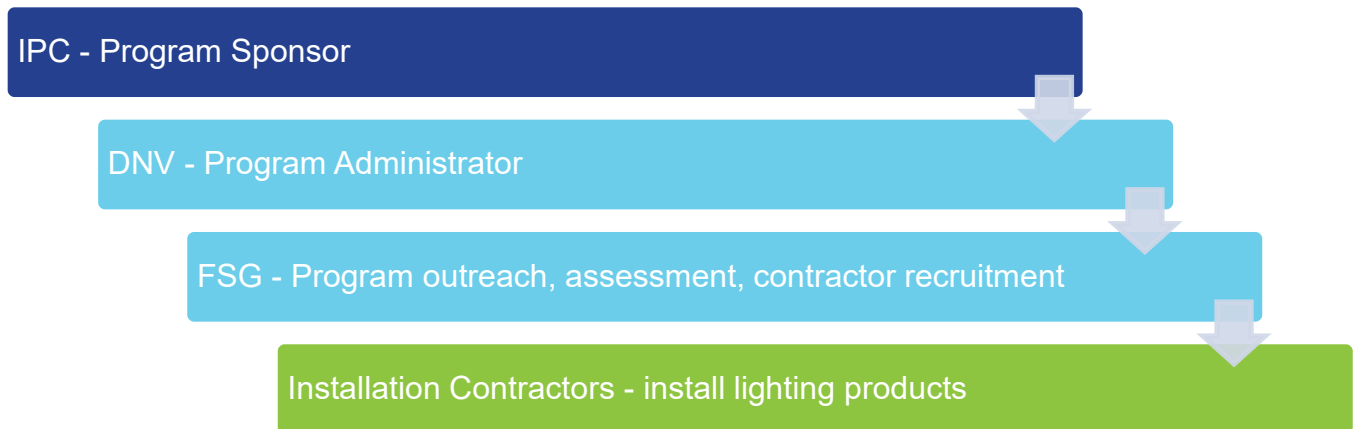 IPC - Program Sponsor
DNV - Program Administrator
FSG - Program outreach, assessment, contractor recruitment
Installation Contractors - install lighting products